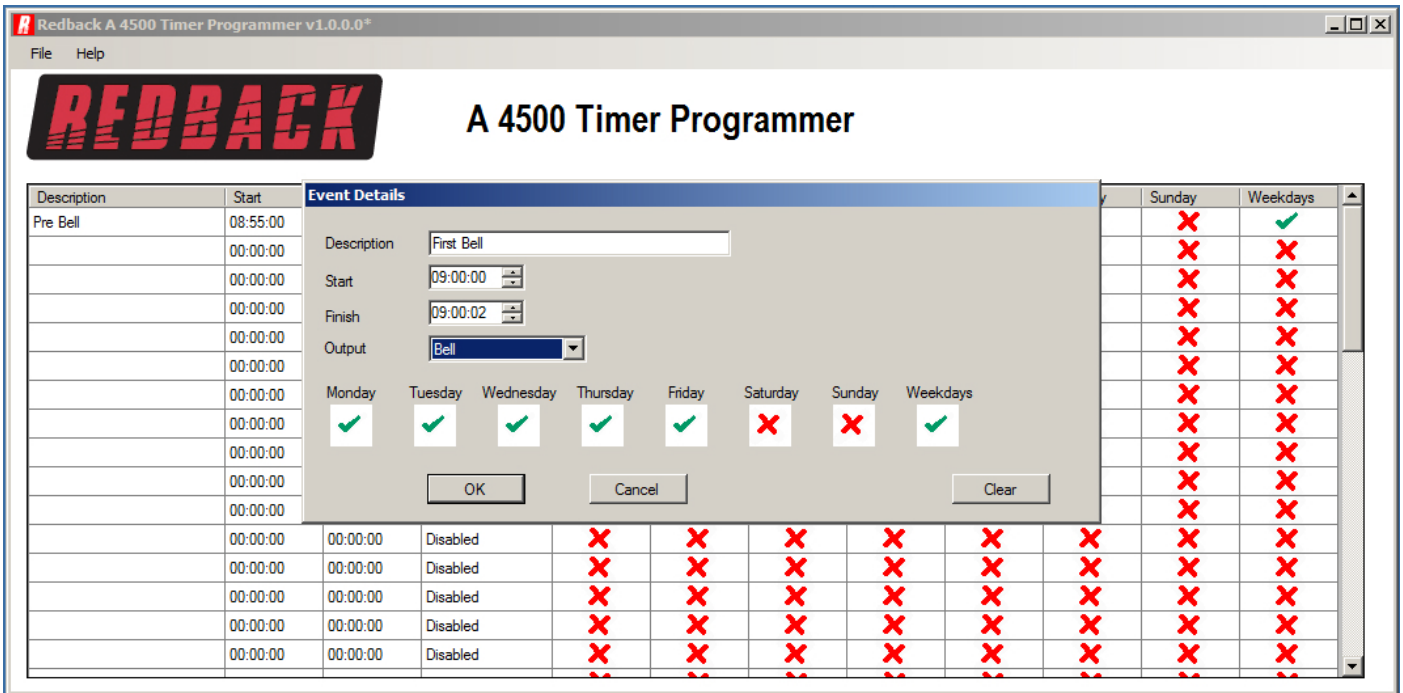 Redback A 4500 Timer Programmer v1.0.0.0*
File Help
REDBACK
A 4500 Timer Programmer
Description Start Sunday Weekdays
Event Details
Pre Bell 08:55:00
Description First Bell
00:00:00
Start 09:00:00
00:00:00
Finish 09:00:02
00:00:00
Output Bell
00:00:00
00:00:00
Monday Tuesday Wednesday Thursday Friday Saturday Sunday Weekdays
00:00:00
00:00:00
00:00:00
OK Cancel Clear
00:00:00
00:00:00
00:00:00 00:00:00 Disabled
00:00:00 00:00:00 Disabled
00:00:00 00:00:00 Disabled
00:00:00 00:00:00 Disabled
00:00:00 00:00:00 Disabled